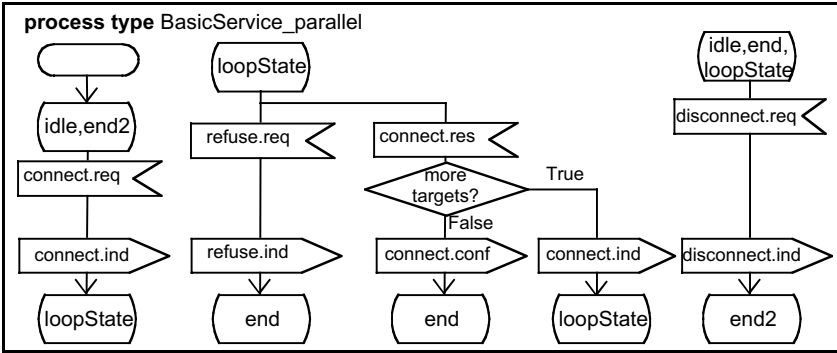 process type BasicService_parallel
idle,end2
connect.req
connect.ind
loopState
loopState
refuse.req
refuse.ind
end
connect.res
more
targets?
True
False
connect.conf
end
connect.ind
loopState
idle,end,
loopState
disconnect.req
disconnect.ind
end2